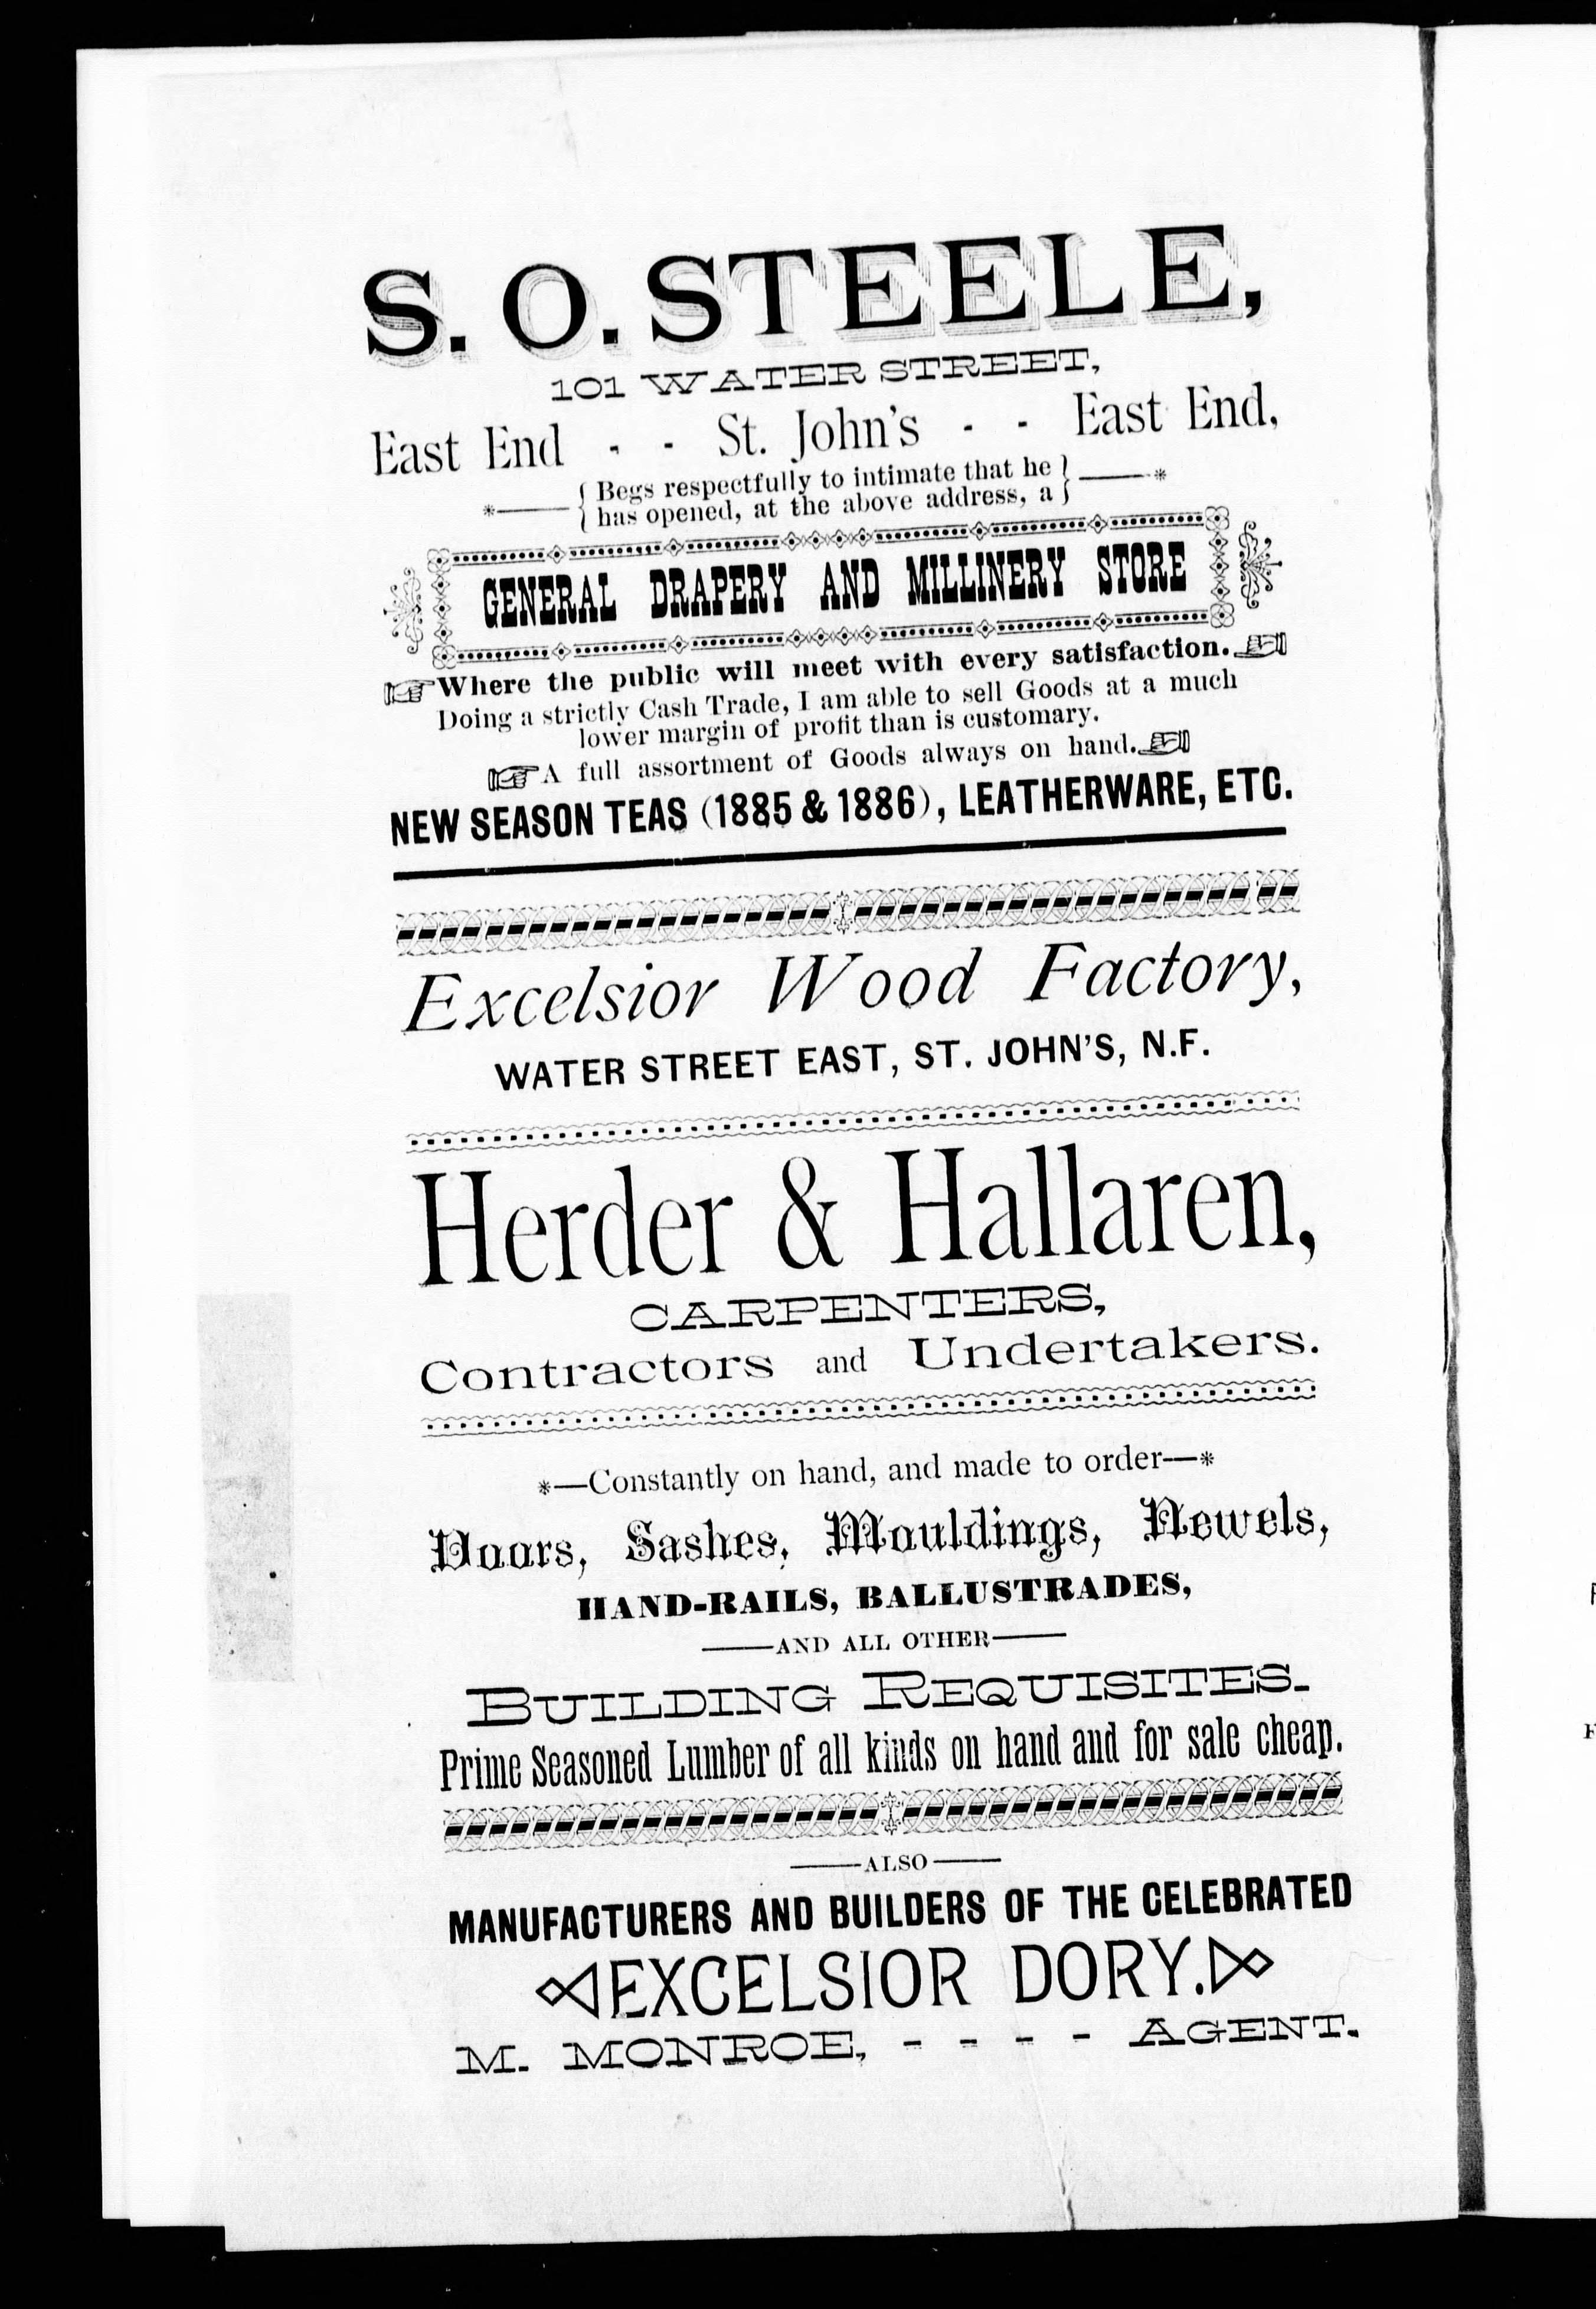 S. O. STEELE,
101 WATER STREET,
East End - - St. John's - - East End,
Begs respectfully to intimate that he
has opened, at the above address, a
GENERAL DRAPERY AND MILLINERY STORE
Where the public will meet with every satisfaction.
Doing a strictly Cash Trade, I am able to sell Goods at a much
lower margin of profit than is customary.
A full assortment of Goods always on hand.
NEW SEASON TEAS (1885 & 1886), LEATHERWARE, ETC.
Excelsior Wood Factory,
WATER STREET EAST, ST. JOHN'S, N.F.
Herder & Hallaren,
CARPENTERS,
Contractors and Undertakers.
*—Constantly on hand, and made to order—*
Doors, Sashes, Mouldings, Newels,
HAND-RAILS, BALLUSTRADES,
——AND ALL OTHER——
BUILDING REQUISITES.
Prime Seasoned Lumber of all kinds on hand and for sale cheap.
——ALSO——
MANUFACTURERS AND BUILDERS OF THE CELEBRATED
EXCELSIOR DORY.
M. MONROE, - - - - AGENT.